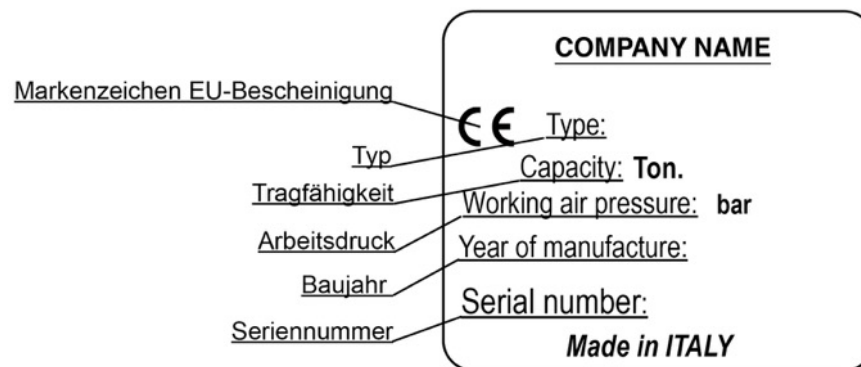 COMPANY NAME
Markenzeichen EU-Bescheinigung
CE Type:
Typ
Capacity: Ton.
Tragfähigkeit
Working air pressure: bar
Arbeitsdruck
Year of manufacture:
Baujahr
Serial number:
Seriennummer
Made in ITALY